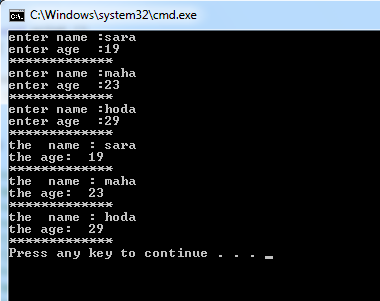 C:\Windows\system32\cmd.exe
enter name :sara
enter age  :19
*************
enter name :maha
enter age  :23
*************
enter name :hoda
enter age  :29
*************
the  name : sara
the age:  19
*************
the  name : maha
the age:  23
*************
the  name : hoda
the age:  29
*************
Press any key to continue . . . _